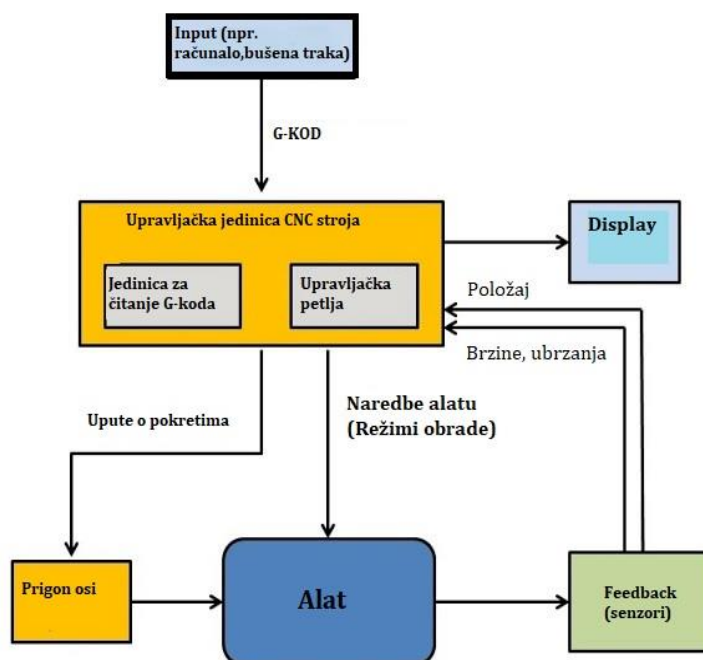 Input (npr.
računalo,bušena traka)
G-KOD
Upravljačka jedinica CNC stroja
Jedinica za
čitanje G-koda
Upravljačka
petlja
Display
Položaj
Brzine, ubrzanja
Upute o pokretima
Naredbe alatu
(Režimi obrade)
Prigon osi
Alat
Feedback
(senzori)